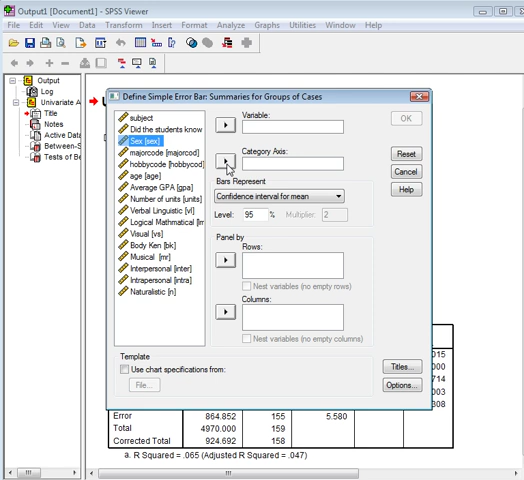 Output1 [Document1] - SPSS Viewer
File Edit View Data Transform Insert Format Analyze Graphs Utilities Window Help
Output
Log
Univariate A
Title
Notes
Active Data
Between-S
Tests of Be
Define Simple Error Bar: Summaries for Groups of Cases
subject
Did the students know
Sex [sex]
majorcode [majorcod]
hobbycode [hobbycod]
age [age]
Average GPA [gpa]
Number of units [units]
Verbal Linguistic [vl]
Logical Mathmatical [lm
Visual [vs]
Body Ken [bk]
Musical [mr]
Interpersonal [inter]
Intrapersonal [intra]
Naturalistic [n]
Variable:
Category Axis:
Bars Represent
Confidence interval for mean
Level: 95 % Multiplier: 2
Panel by
Rows:
Nest variables (no empty rows)
Columns:
Nest variables (no empty columns)
OK
Reset
Cancel
Help
Template
Use chart specifications from:
File...
Titles...
Options...
015
000
714
003
008
Error 864.852 155 5.580
Total 4970.000 159
Corrected Total 924.692 158
a. R Squared = .065 (Adjusted R Squared = .047)